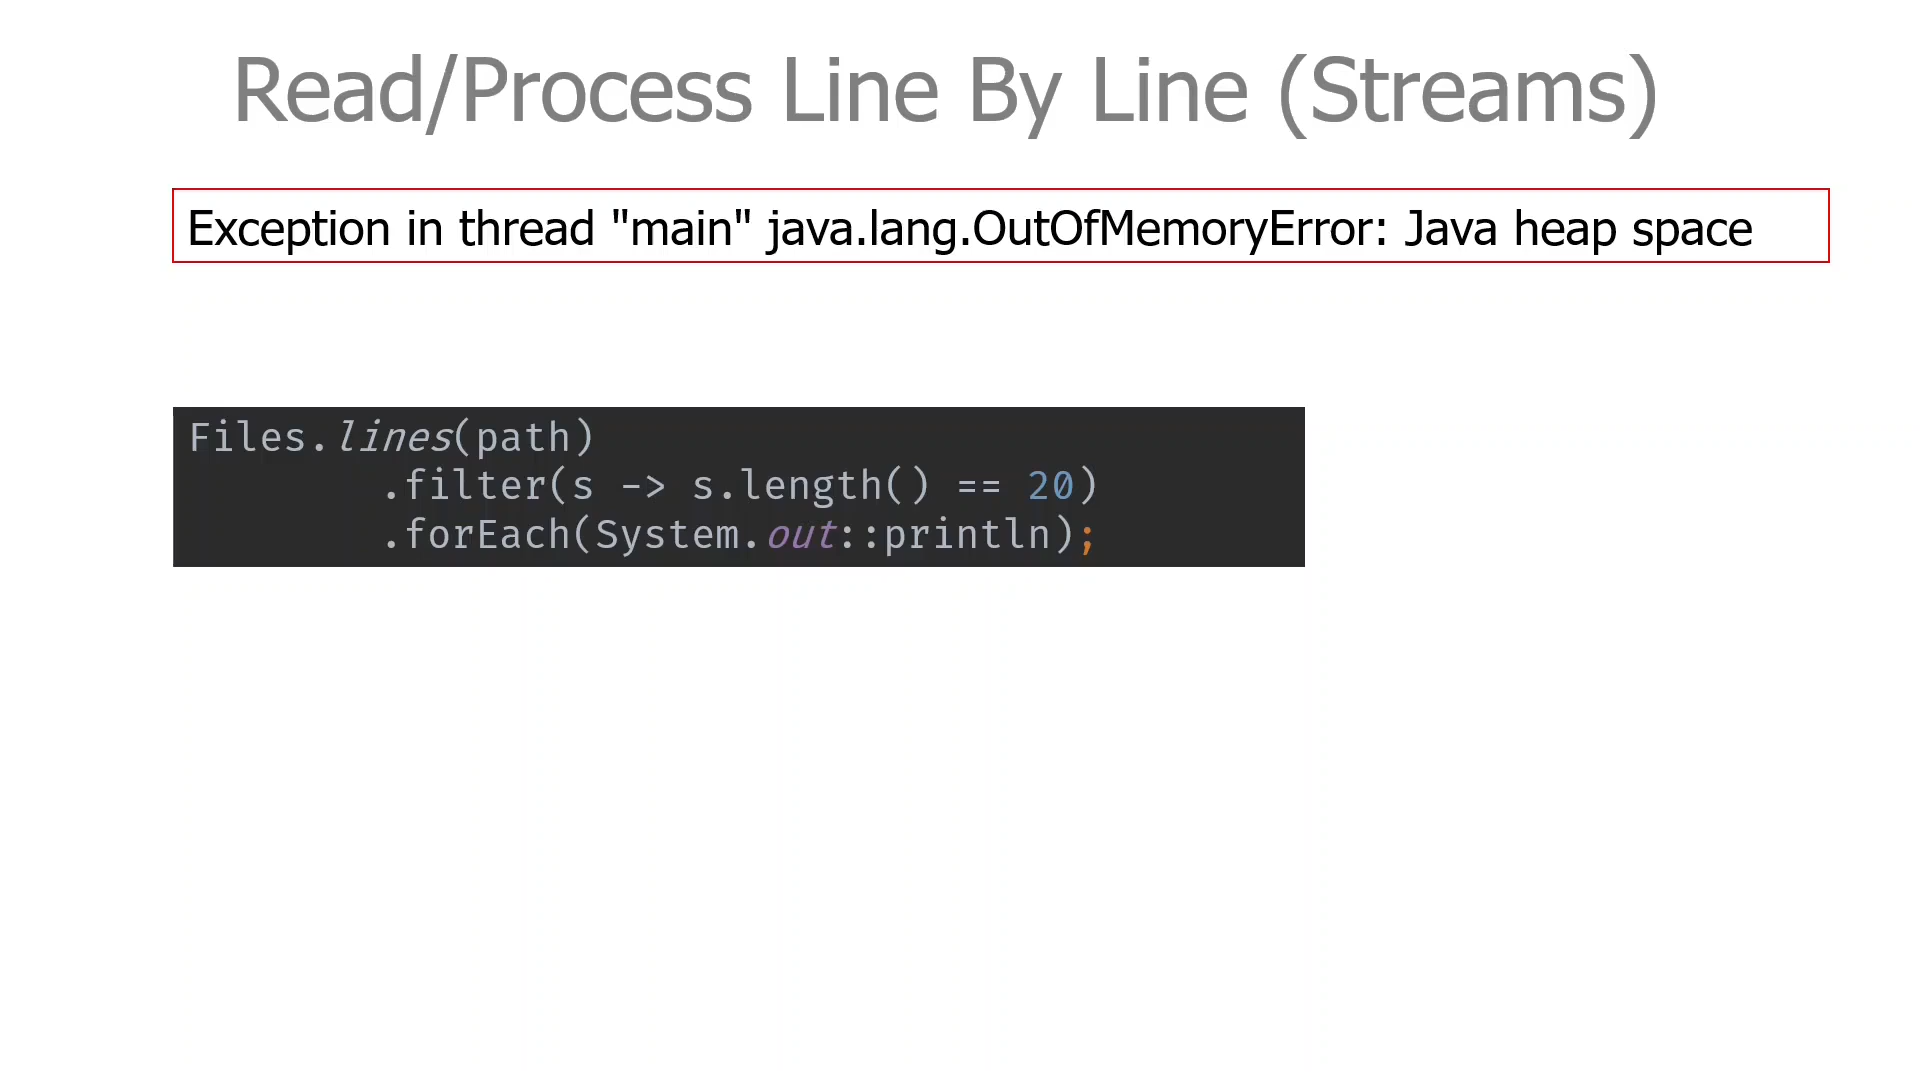 Read/Process Line By Line (Streams)
Exception in thread "main" java.lang.OutOfMemoryError: Java heap space
Files.lines(path)
.filter(s -> s.length() == 20)
.forEach(System.out::println);